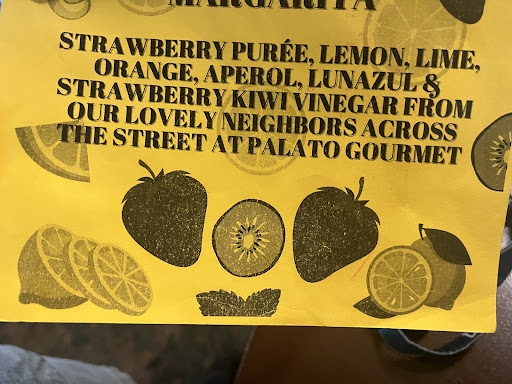 MARGARITA
STRAWBERRY PURÉE, LEMON, LIME,
ORANGE, APEROL, LUNAZUL &
STRAWBERRY KIWI VINEGAR FROM
OUR LOVELY NEIGHBORS ACROSS
THE STREET AT PALATO GOURMET